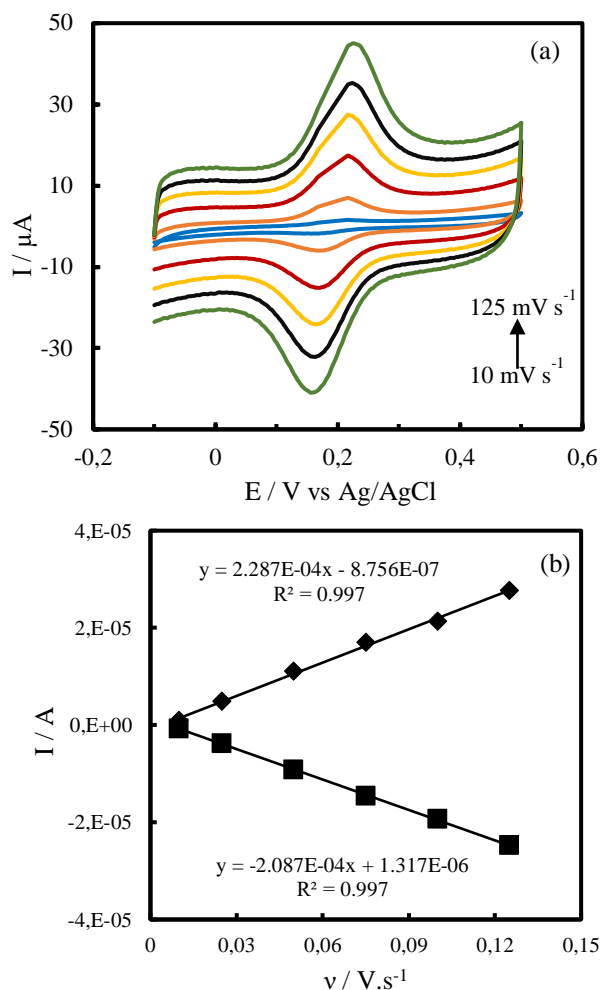 50
(a)
30
10
-10
-30
-50
I / μA
125 mV s⁻¹
10 mV s⁻¹
-0,2
0
0,2
0,4
0,6
E / V vs Ag/AgCl
4,E-05
(b)
y = 2.287E-04x - 8.756E-07
R² = 0.997
2,E-05
0,E+00
-2,E-05
-4,E-05
I / A
y = -2.087E-04x + 1.317E-06
R² = 0.997
0
0,03
0,06
0,09
0,12
0,15
ν / V.s⁻¹